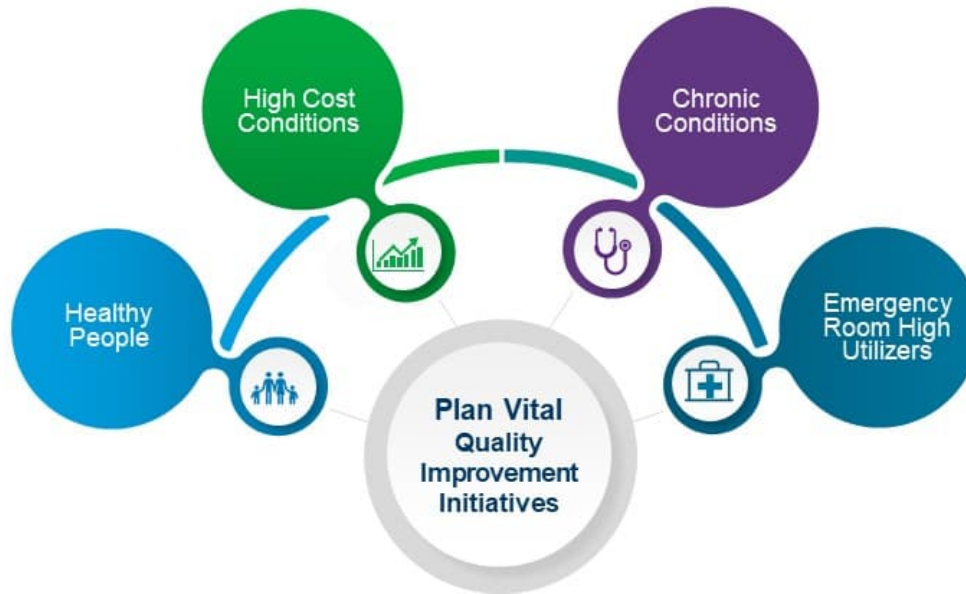 High Cost
Conditions
Chronic
Conditions
Healthy
People
Emergency
Room High
Utilizers
Plan Vital
Quality
Improvement
Initiatives